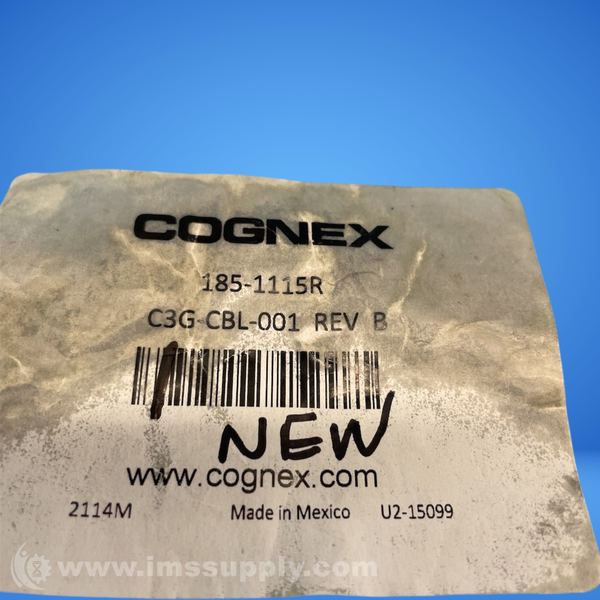 COGNEX
185-1115R
C3G-CBL-001 REV B
NEW
www.cognex.com
2114M Made in Mexico U2-15099
www.imssupply.com